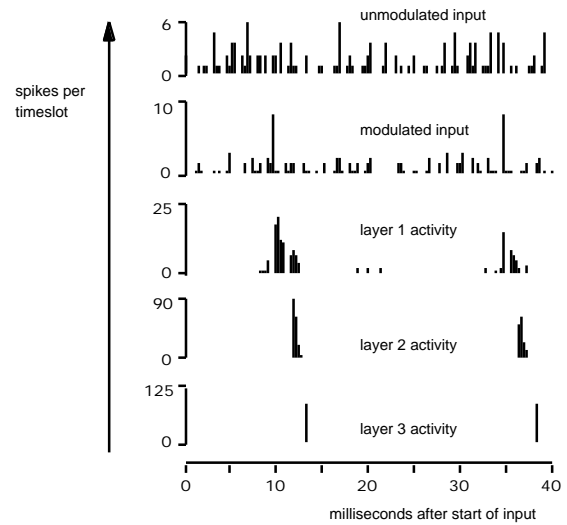 6
unmodulated input
0
spikes per
timeslot
10
modulated input
0
25
layer 1 activity
0
90
layer 2 activity
0
125
layer 3 activity
0
0 10 20 30 40
milliseconds after start of input